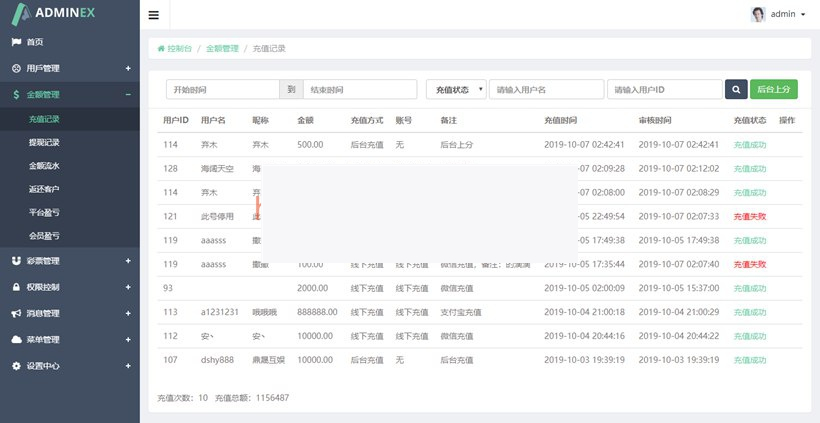 ADMINEX
admin
首页
用戶管理
金额管理
充值记录
提现记录
金额流水
返还客户
平台盈亏
会员盈亏
彩票管理
权限控制
消息管理
菜单管理
设置中心
控制台 / 金额管理 / 充值记录
开始时间 到 结束时间 充值状态 请输入用户名 请输入用户ID 后台上分
用户ID 用户名 昵称 金额 充值方式 账号 备注 充值时间 审核时间 充值状态 操作
114 弃木 弃木 500.00 后台充值 无 后台上分 2019-10-07 02:42:41 2019-10-07 02:42:41 充值成功
128 海阔天空 海 -07 02:09:28 2019-10-07 02:12:02 充值成功
114 弃木 弃 -07 02:08:00 2019-10-07 02:08:29 充值成功
121 此号停用 -05 22:49:54 2019-10-07 02:07:33 充值失败
119 aaasss 撒 -05 17:49:38 2019-10-05 17:49:38 充值成功
119 aaasss 100.00 线下充值 线下充值 微信充值，备注： 2019-10-05 17:35:44 2019-10-07 02:07:40 充值失败
93 2000.00 线下充值 线下充值 微信充值 2019-10-05 02:00:09 2019-10-05 15:37:00 充值成功
113 a1231231 哦哦哦 888888.00 线下充值 线下充值 支付宝充值 2019-10-04 21:00:18 2019-10-04 21:00:29 充值成功
112 安丶 安丶 10000.00 线下充值 线下充值 微信充值 2019-10-04 20:44:16 2019-10-04 20:44:22 充值成功
107 dshy888 鼎晟互娱 10000.00 后台充值 无 后台充值 2019-10-03 19:39:19 2019-10-03 19:39:19 充值成功
充值次数：10 充值总额：1156487